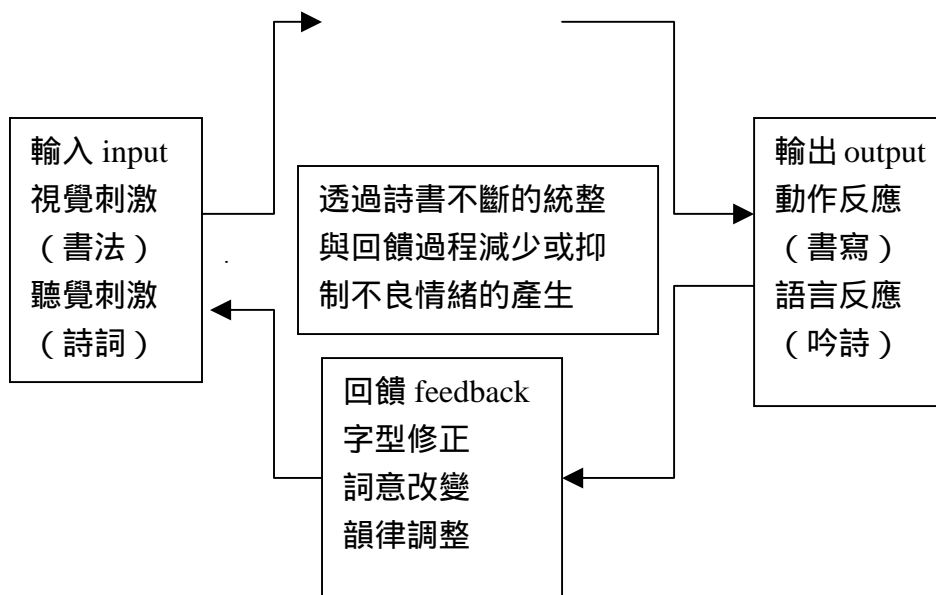 輸入 input
視覺刺激
（書法）
聽覺刺激
（詩詞）
透過詩書不斷的統整
與回饋過程減少或抑
制不良情緒的產生
輸出 output
動作反應
（書寫）
語言反應
（吟詩）
回饋 feedback
字型修正
詞意改變
韻律調整